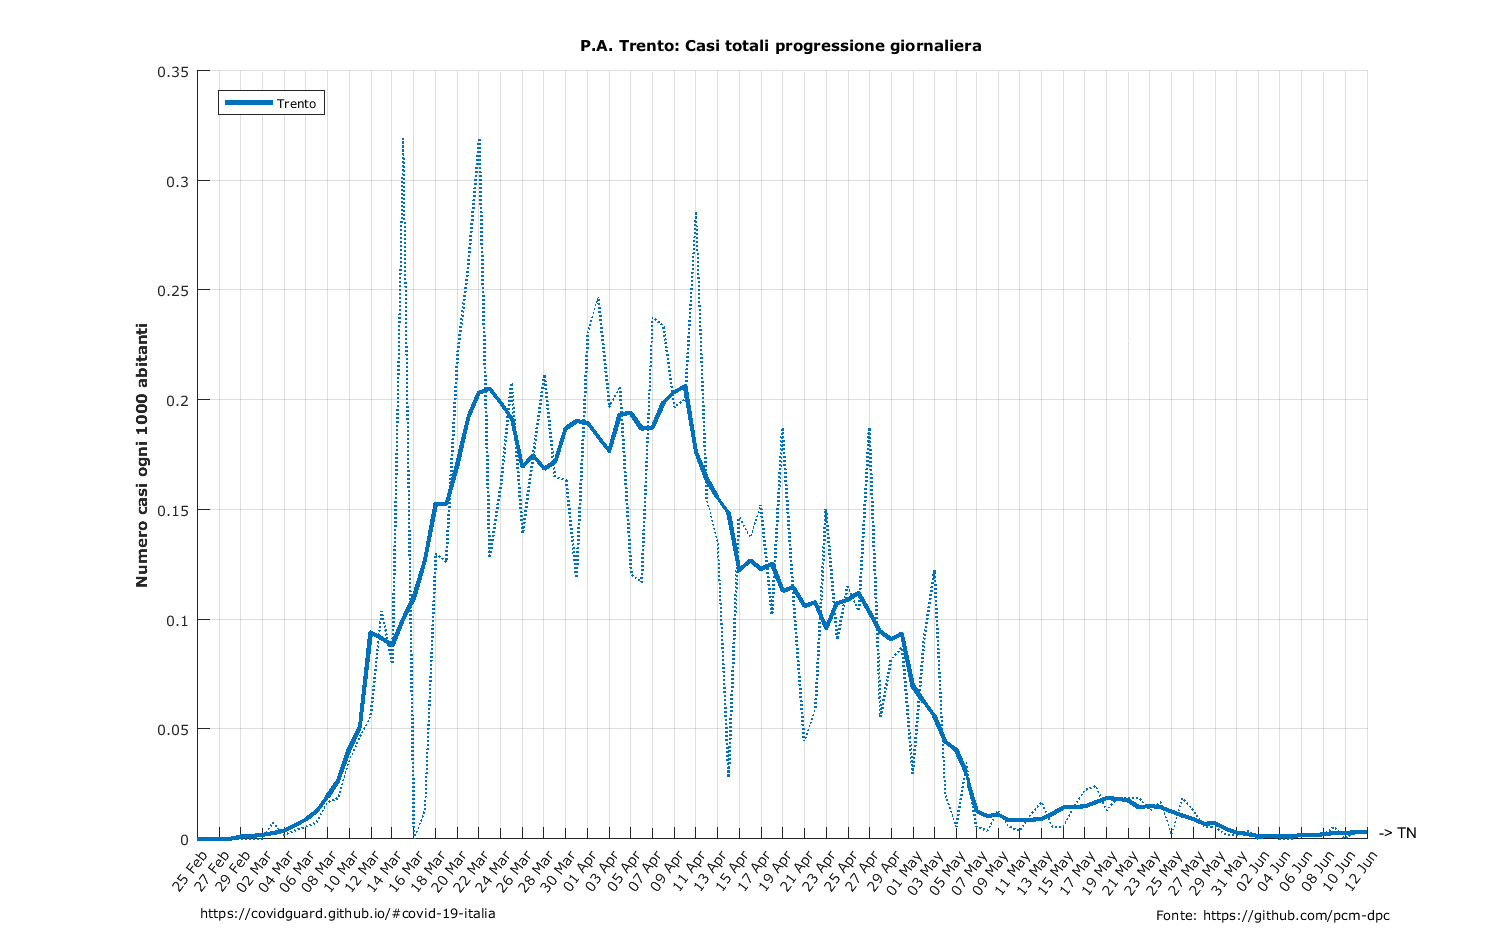 P.A. Trento: Casi totali progressione giornaliera
Trento
Numero casi ogni 1000 abitanti
0.35
0.3
0.25
0.2
0.15
0.1
0.05
0
-> TN
25 Feb
27 Feb
29 Feb
02 Mar
04 Mar
06 Mar
08 Mar
10 Mar
12 Mar
14 Mar
16 Mar
18 Mar
20 Mar
22 Mar
24 Mar
26 Mar
28 Mar
30 Mar
01 Apr
03 Apr
05 Apr
07 Apr
09 Apr
11 Apr
13 Apr
15 Apr
17 Apr
19 Apr
21 Apr
23 Apr
25 Apr
27 Apr
29 Apr
01 May
03 May
05 May
07 May
09 May
11 May
13 May
15 May
17 May
19 May
21 May
23 May
25 May
27 May
29 May
31 May
02 Jun
04 Jun
06 Jun
08 Jun
10 Jun
12 Jun
https://covidguard.github.io/#covid-19-italia
Fonte: https://github.com/pcm-dpc